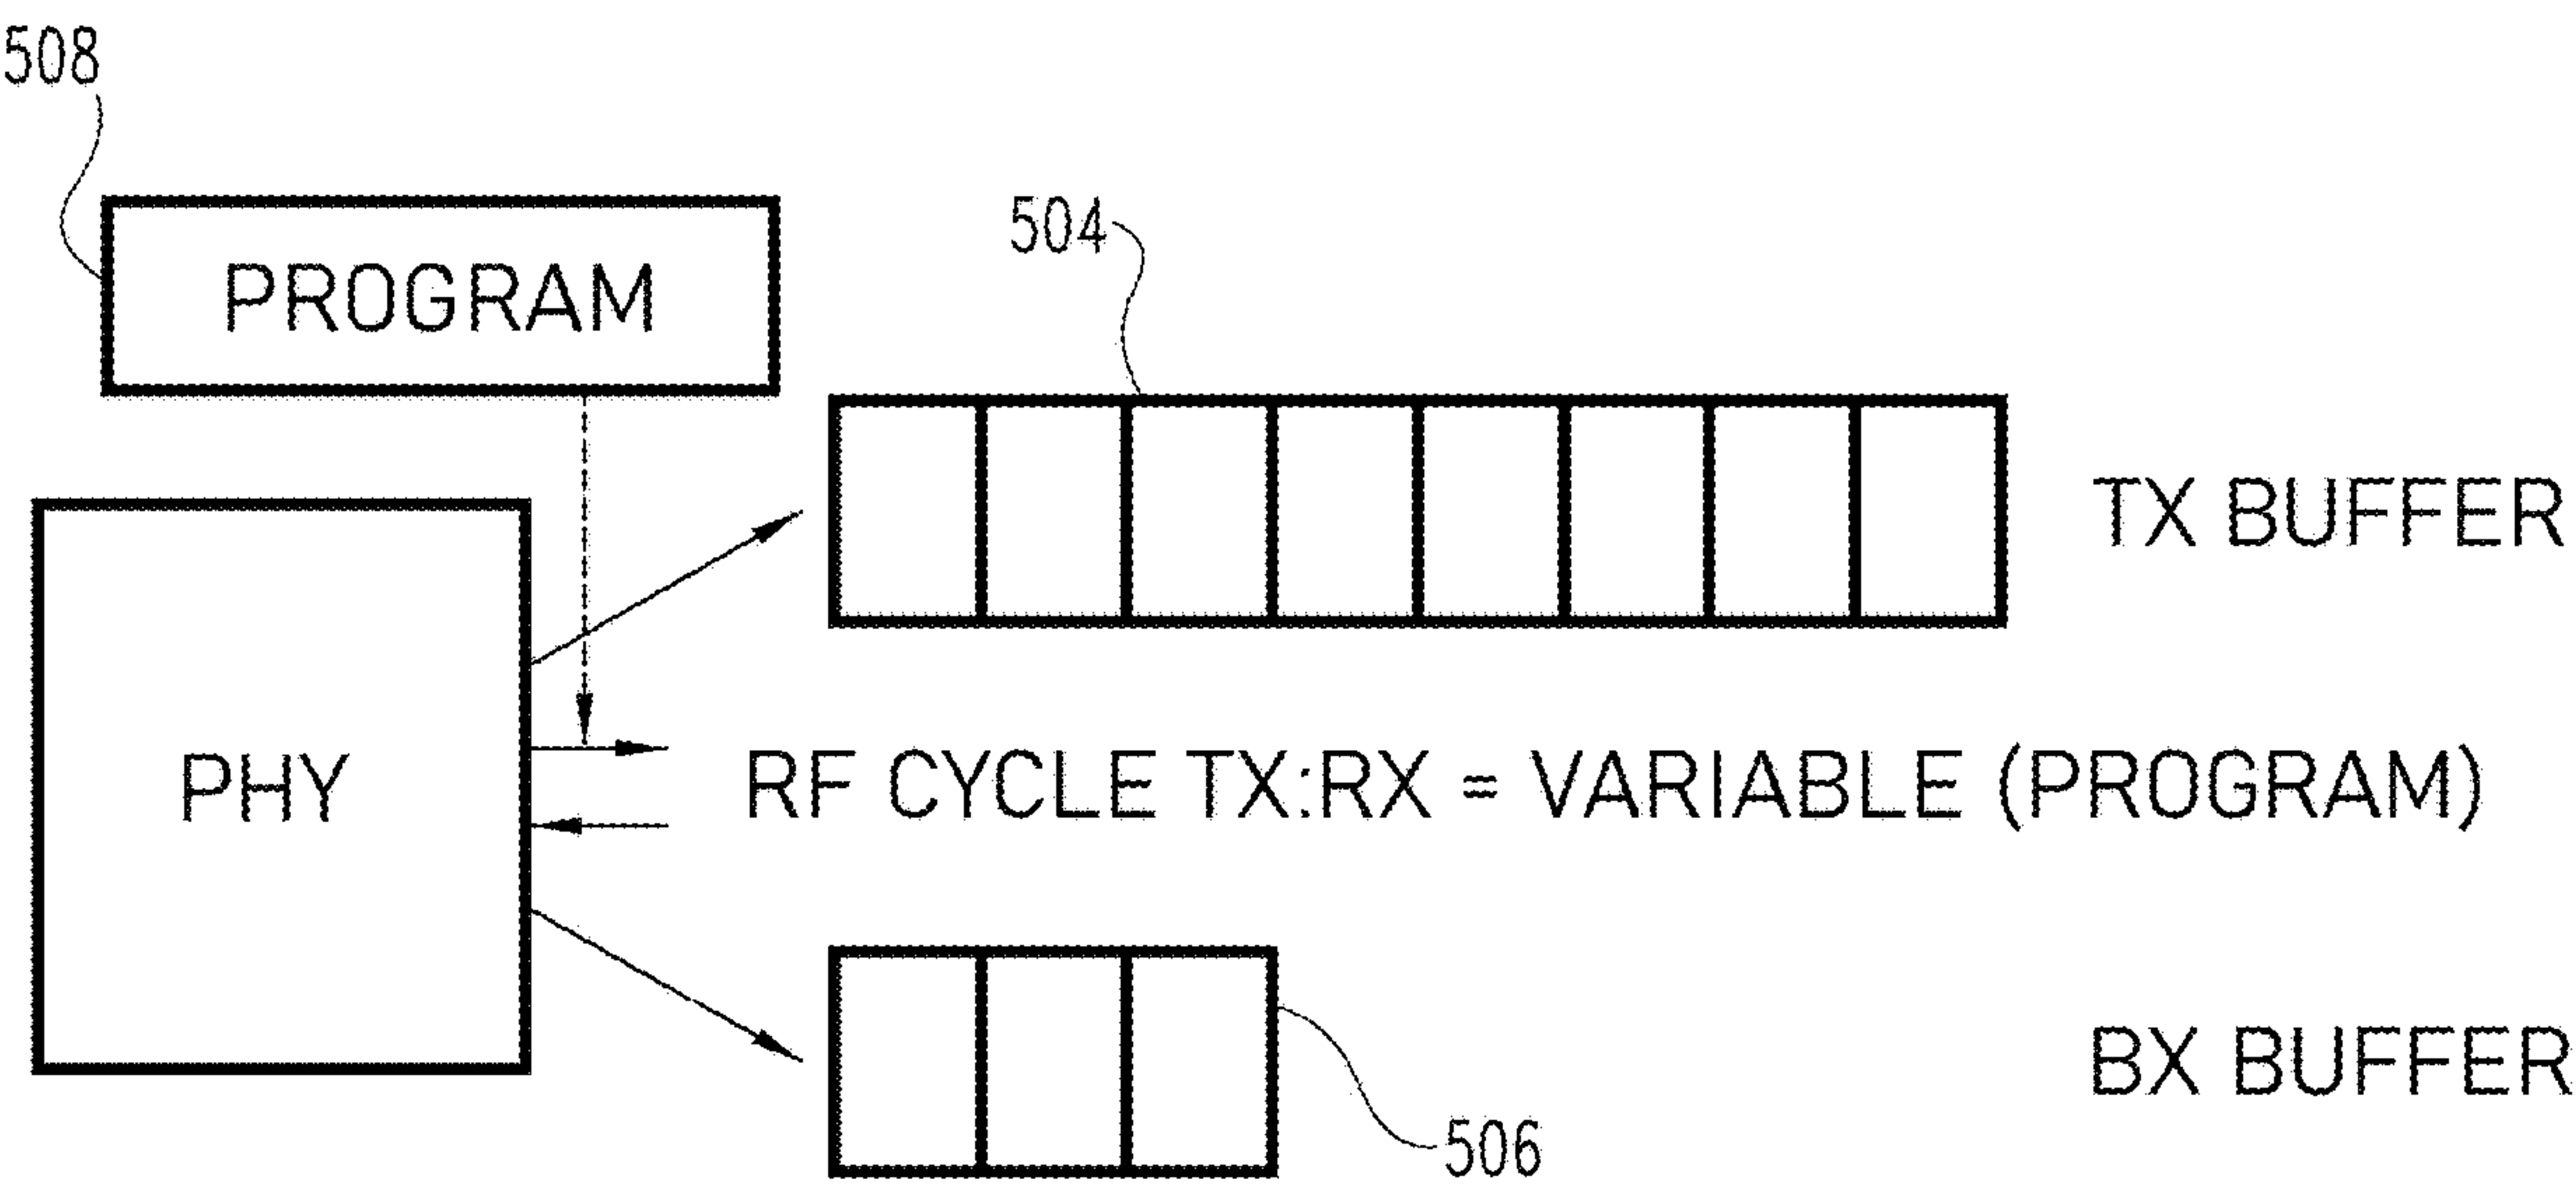 508
PROGRAM
504
TX BUFFER
PHY
RF CYCLE TX:RX = VARIABLE (PROGRAM)
BX BUFFER
506